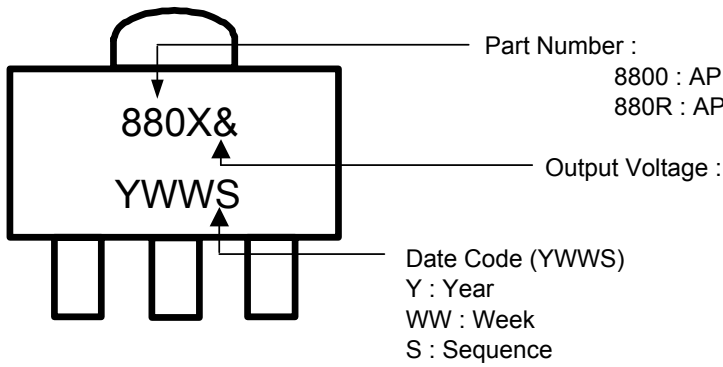 880X&
YWWS
Part Number :
8800 : AP
880R : AP
Output Voltage :
Date Code (YWWS)
Y : Year
WW : Week
S : Sequence